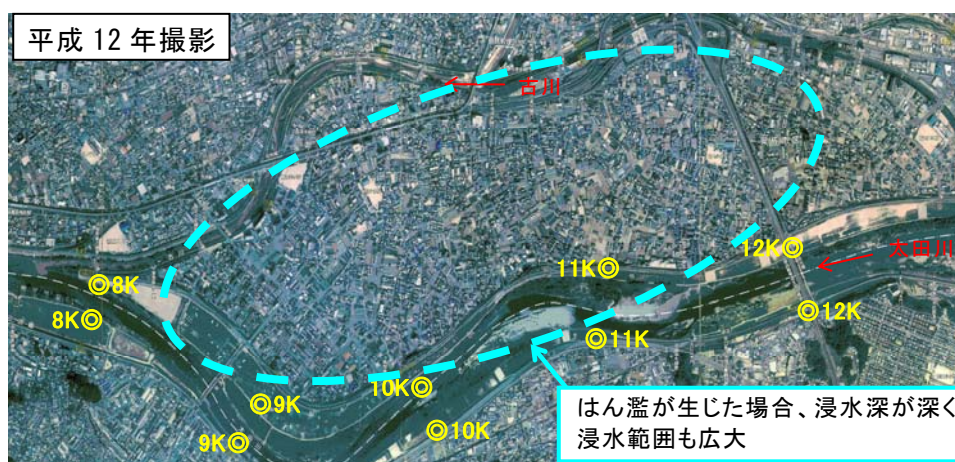 平成 12 年撮影
古川
太田川
12K◎
11K◎
◎8K
8K◎
◎12K
◎11K
10K◎
◎9K
◎10K
9K◎
はん濫が生じた場合、浸水深が深く
浸水範囲も広大